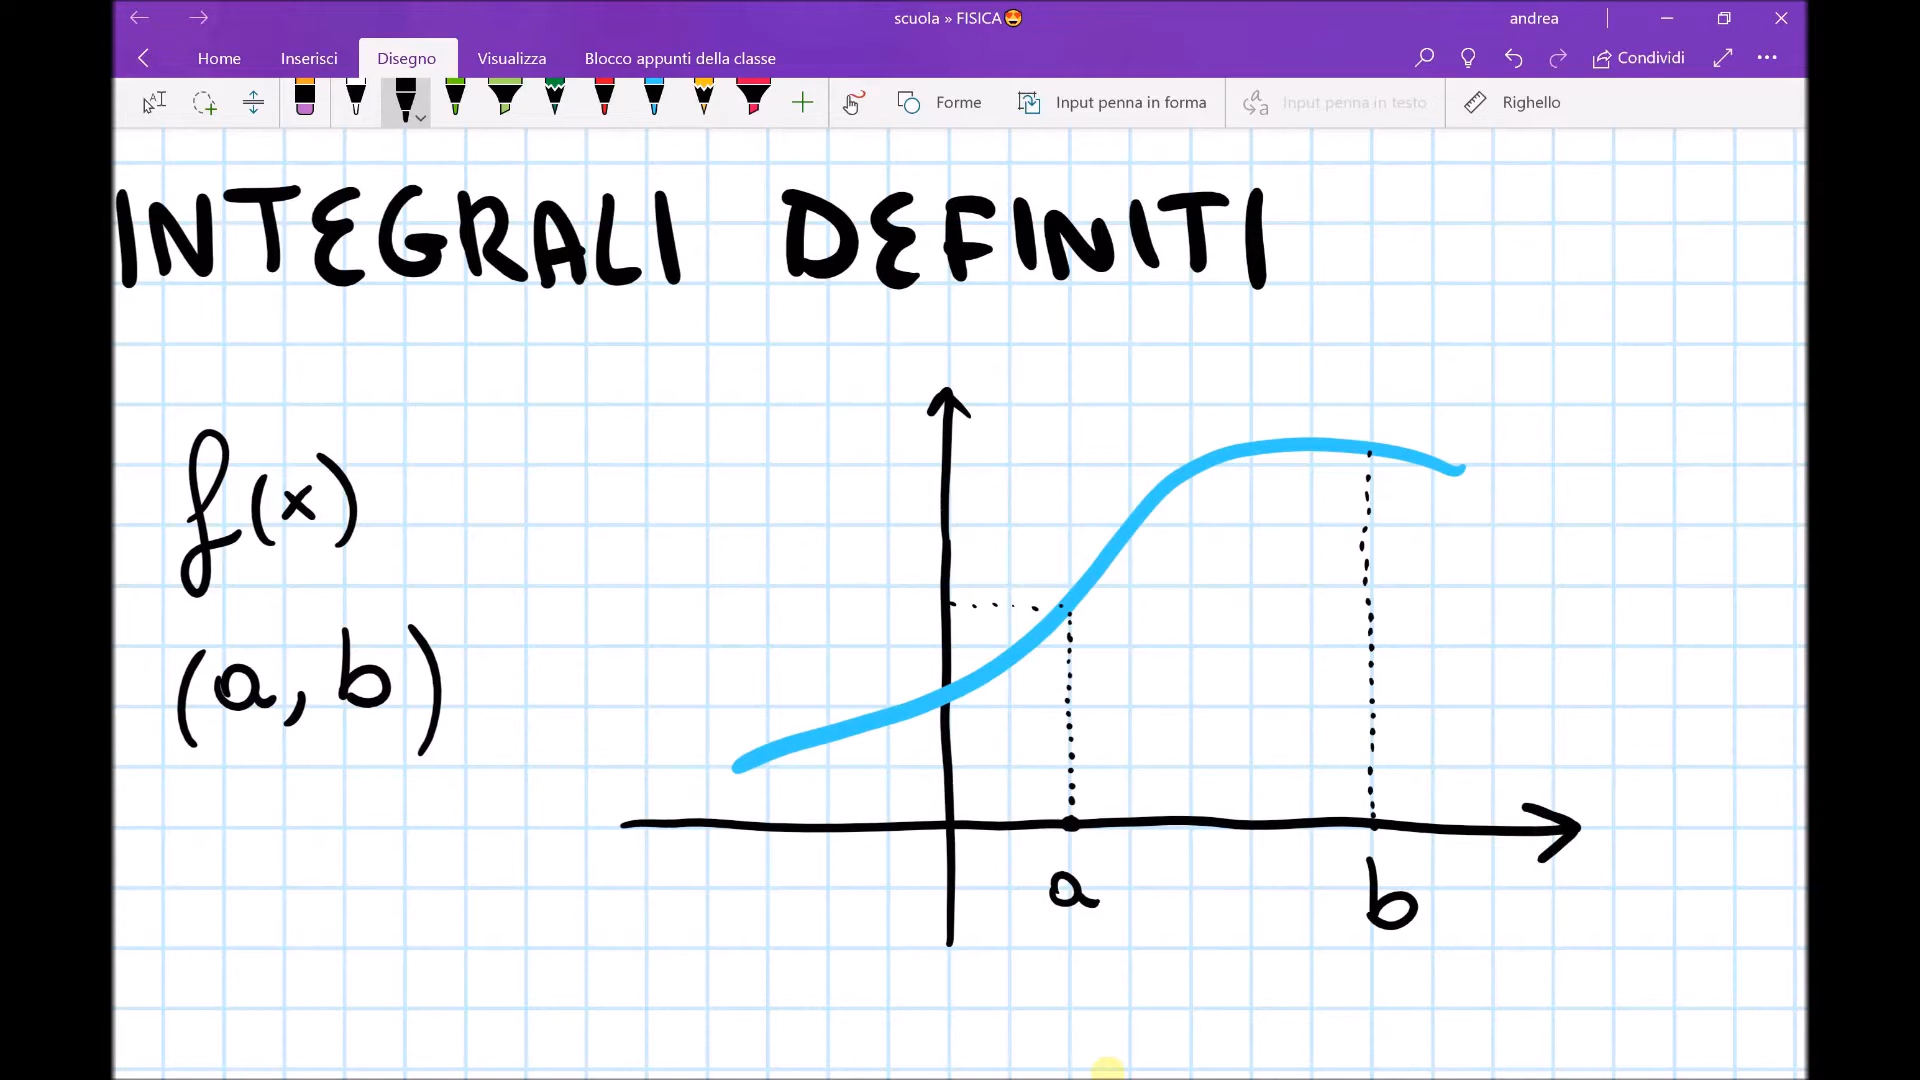 scuola » FISICA😍
andrea
Home Inserisci Disegno Visualizza Blocco appunti della classe
Condividi
Forme Input penna in forma Input penna in testo Righello
INTEGRALI DEFINITI
f(x)
(a, b)
a
b